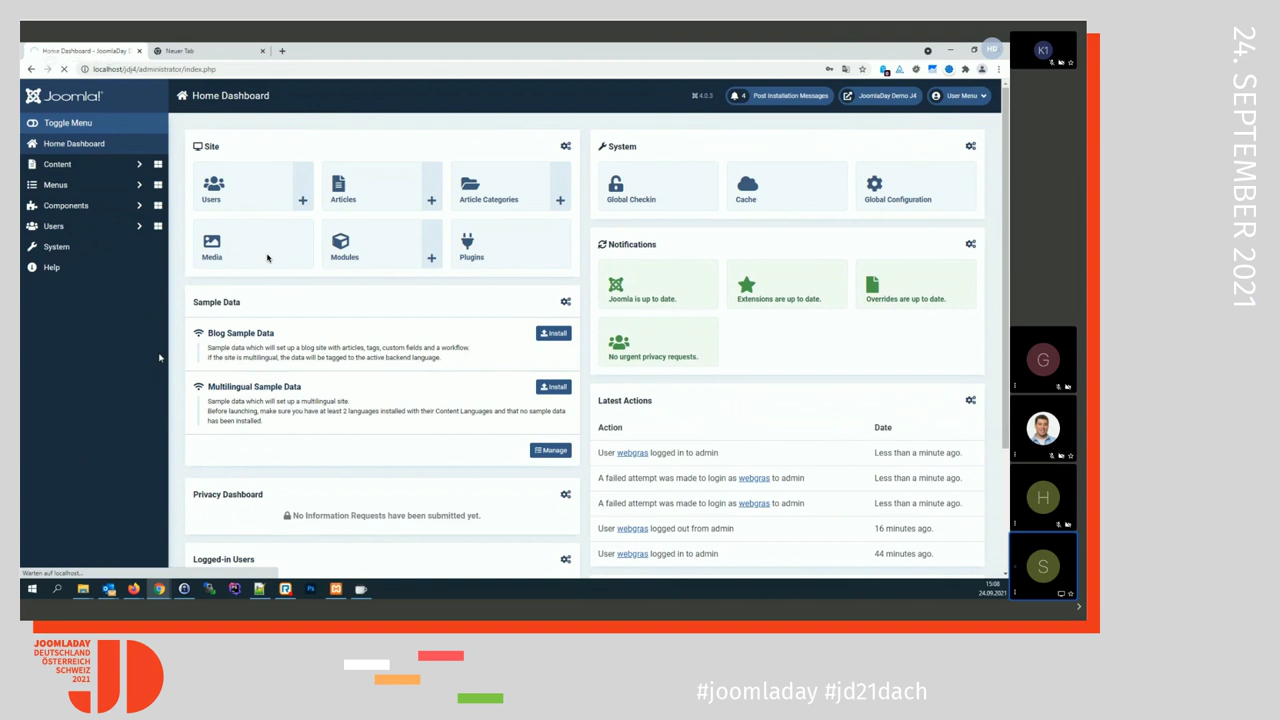 Home Dashboard - JoomlaDay D
Neuer Tab
localhost/jdj4/administrator/index.php
HD
K1
Joomla!
Home Dashboard
4.0.3
4
Post Installation Messages
JoomlaDay Demo J4
User Menu
Toggle Menu
Home Dashboard
Content
Menus
Components
Users
System
Help
Site
Users
Articles
Article Categories
Media
Modules
Plugins
Sample Data
Blog Sample Data
Install
Sample data which will set up a blog site with articles, tags, custom fields and a workflow.
If the site is multilingual, the data will be tagged to the active backend language.
Multilingual Sample Data
Install
Sample data which will set up a multilingual site.
Before launching, make sure you have at least 2 languages installed with their Content Languages and that no sample data
has been installed.
Manage
Privacy Dashboard
No Information Requests have been submitted yet.
Logged-in Users
System
Global Checkin
Cache
Global Configuration
Notifications
Joomla is up to date.
Extensions are up to date.
Overrides are up to date.
No urgent privacy requests.
Latest Actions
Action Date
User webgras logged in to admin Less than a minute ago.
A failed attempt was made to login as webgras to admin Less than a minute ago.
A failed attempt was made to login as webgras to admin Less than a minute ago.
User webgras logged out from admin 16 minutes ago.
User webgras logged in to admin 44 minutes ago.
G
H
S
Warten auf localhost...
15:08
24.09.2021
24. SEPTEMBER 2021
JOOMLADAY
DEUTSCHLAND
ÖSTERREICH
SCHWEIZ
2021
JD
#joomladay #jd21dach